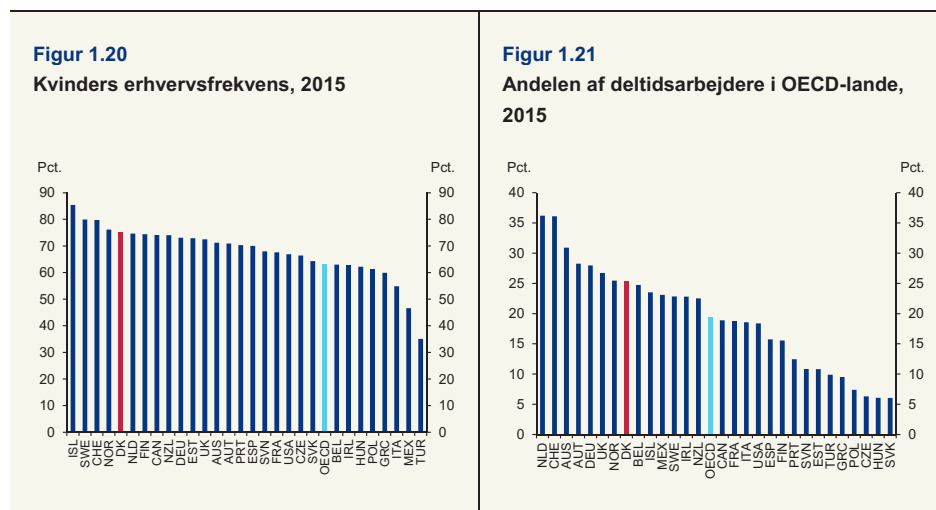 Figur 1.20
Kvinders erhvervsfrekvens, 2015
Pct.
Pct.
90
80
70
60
50
40
30
20
10
0
90
80
70
60
50
40
30
20
10
0
ISL
SWE
CHE
NOR
DK
NLD
FIN
CAN
NZL
DEU
EST
UK
AUS
AUT
PRT
ESP
SVN
FRA
USA
CZE
SVK
OECD
BEL
IRL
HUN
POL
GRC
ITA
MEX
TUR
Figur 1.21
Andelen af deltidsarbejdere i OECD-lande,
2015
Pct.
Pct.
40
35
30
25
20
15
10
5
0
40
35
30
25
20
15
10
5
0
NLD
CHE
AUS
AUT
DEU
UK
NOR
DK
BEL
ISL
MEX
SWE
IRL
NZL
OECD
CAN
FRA
ITA
USA
ESP
FIN
PRT
SVN
EST
TUR
GRC
POL
CZE
HUN
SVK